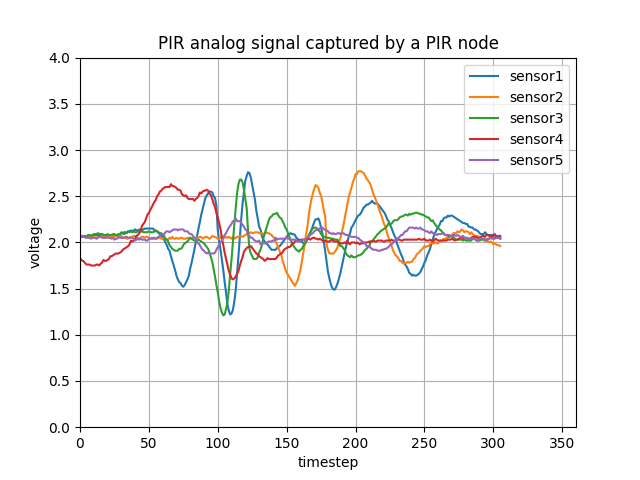 PIR analog signal captured by a PIR node
sensor1
sensor2
sensor3
sensor4
sensor5
4.0
3.5
3.0
2.5
2.0
1.5
1.0
0.5
0.0
voltage
0 50 100 150 200 250 300 350
timestep